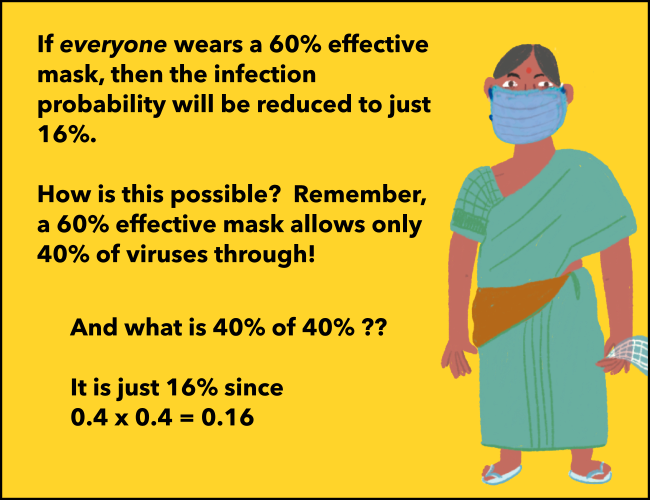 If everyone wears a 60% effective
mask, then the infection
probability will be reduced to just
16%.
How is this possible? Remember,
a 60% effective mask allows only
40% of viruses through!
And what is 40% of 40% ??
It is just 16% since
0.4 x 0.4 = 0.16